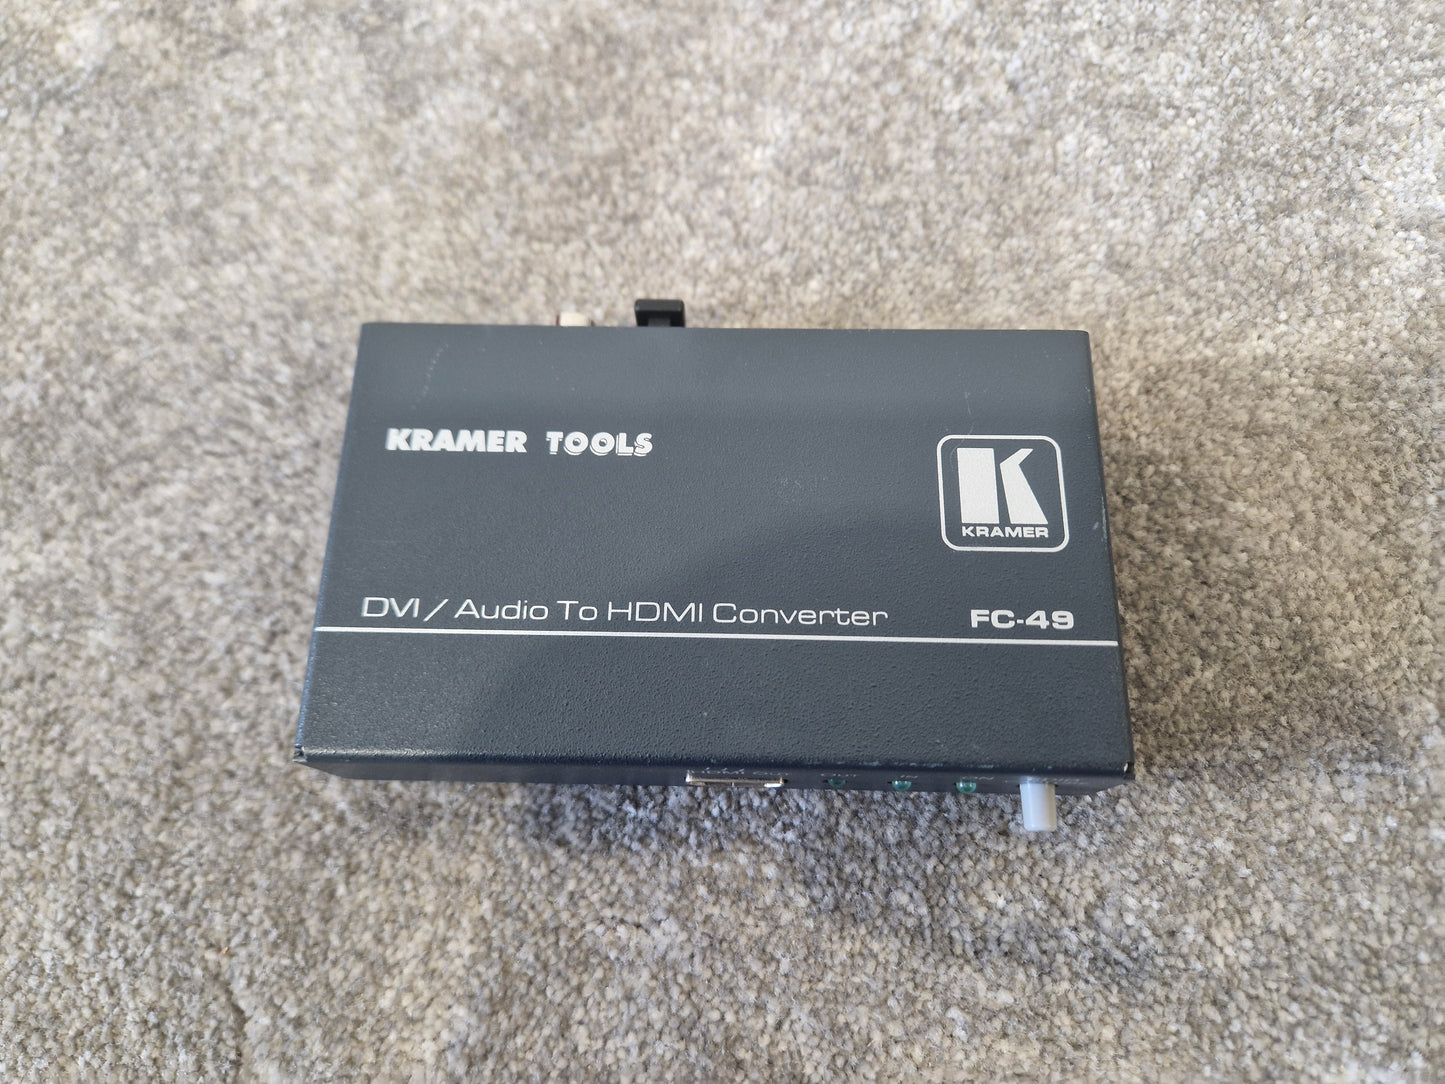 KRAMER TOOLS
K
KRAMER
DVI / Audio To HDMI Converter
FC-49